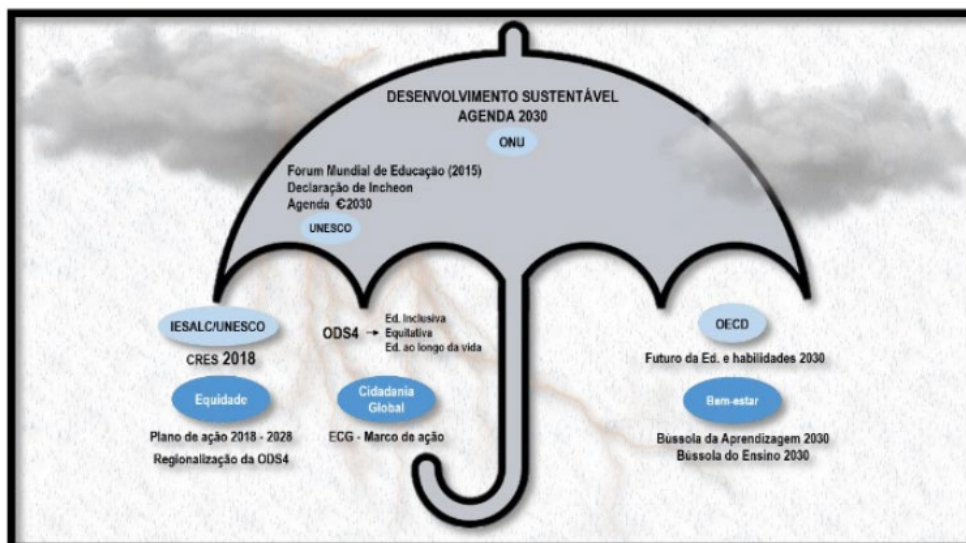 DESENVOLVIMENTO SUSTENTÁVEL
AGENDA 2030
ONU
Fórum Mundial de Educação (2015)
Declaração de Incheon
Agenda €2030
UNESCO
IESALC/UNESCO
CRES 2018
Equidade
Plano de ação 2018 - 2028
Regionalização da ODS4
ODS4 →
Ed. Inclusiva
Equitativa
Ed. ao longo da vida
Cidadania
Global
ECG - Marco de ação
OECD
Futuro da Ed. e habilidades 2030
Bem-estar
Bússola da Aprendizagem 2030
Bússola do Ensino 2030